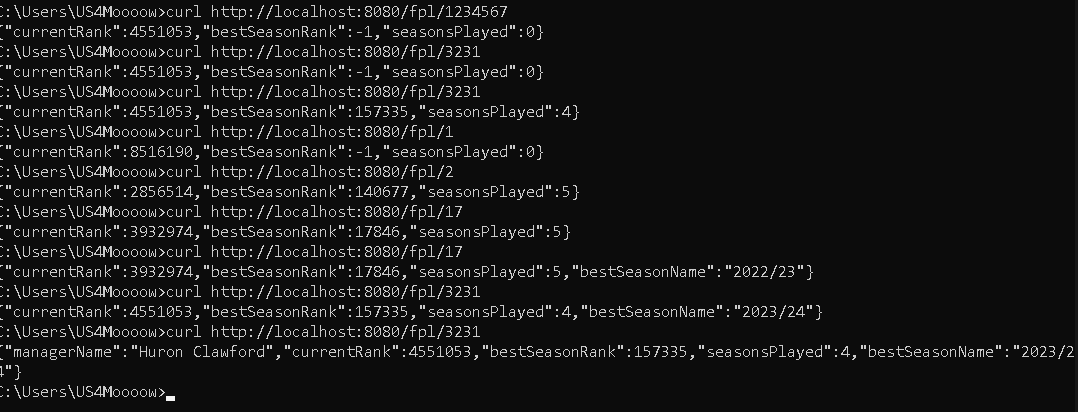 C:\Users\US4Moooow>curl http://localhost:8080/fpl/1234567
{"currentRank":4551053,"bestSeasonRank":-1,"seasonsPlayed":0}
C:\Users\US4Moooow>curl http://localhost:8080/fpl/3231
{"currentRank":4551053,"bestSeasonRank":-1,"seasonsPlayed":0}
C:\Users\US4Moooow>curl http://localhost:8080/fpl/3231
{"currentRank":4551053,"bestSeasonRank":157335,"seasonsPlayed":4}
C:\Users\US4Moooow>curl http://localhost:8080/fpl/1
{"currentRank":8516190,"bestSeasonRank":-1,"seasonsPlayed":0}
C:\Users\US4Moooow>curl http://localhost:8080/fpl/2
{"currentRank":2856514,"bestSeasonRank":140677,"seasonsPlayed":5}
C:\Users\US4Moooow>curl http://localhost:8080/fpl/17
{"currentRank":3932974,"bestSeasonRank":17846,"seasonsPlayed":5}
C:\Users\US4Moooow>curl http://localhost:8080/fpl/17
{"currentRank":3932974,"bestSeasonRank":17846,"seasonsPlayed":5,"bestSeasonName":"2022/23"}
C:\Users\US4Moooow>curl http://localhost:8080/fpl/3231
{"currentRank":4551053,"bestSeasonRank":157335,"seasonsPlayed":4,"bestSeasonName":"2023/24"}
C:\Users\US4Moooow>curl http://localhost:8080/fpl/3231
{"managerName":"Huron Clawford","currentRank":4551053,"bestSeasonRank":157335,"seasonsPlayed":4,"bestSeasonName":"2023/2
4"}
C:\Users\US4Moooow>